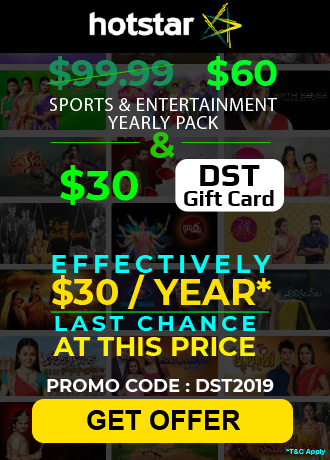 hotstar
$99.99 $60
SPORTS & ENTERTAINMENT
YEARLY PACK
&
$30 DST
Gift Card
EFFECTIVELY
$30 / YEAR*
LAST CHANCE
AT THIS PRICE
PROMO CODE : DST2019
GET OFFER
*T&C Apply